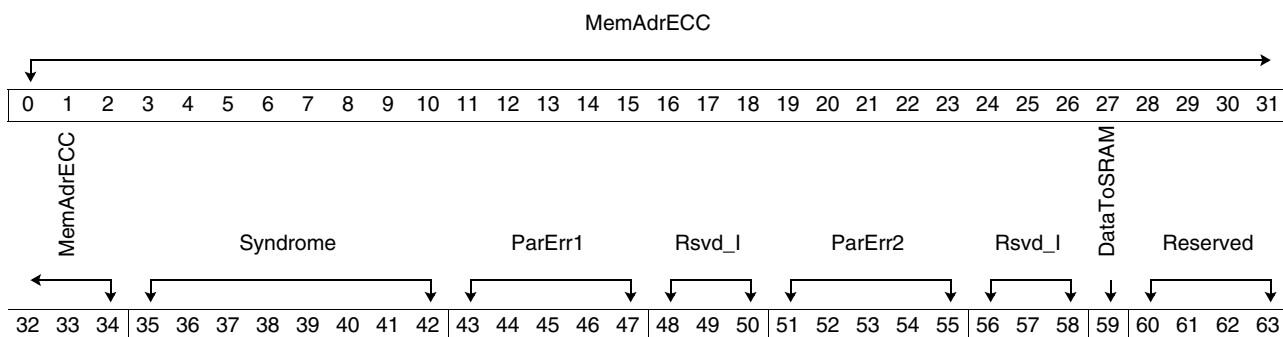 MemAdrECC
0 1 2 3 4 5 6 7 8 9 10 11 12 13 14 15 16 17 18 19 20 21 22 23 24 25 26 27 28 29 30 31
MemAdrECC
Syndrome ParErr1 Rsvd_I ParErr2 Rsvd_I
DataToSRAM
Reserved
32 33 34 35 36 37 38 39 40 41 42 43 44 45 46 47 48 49 50 51 52 53 54 55 56 57 58 59 60 61 62 63